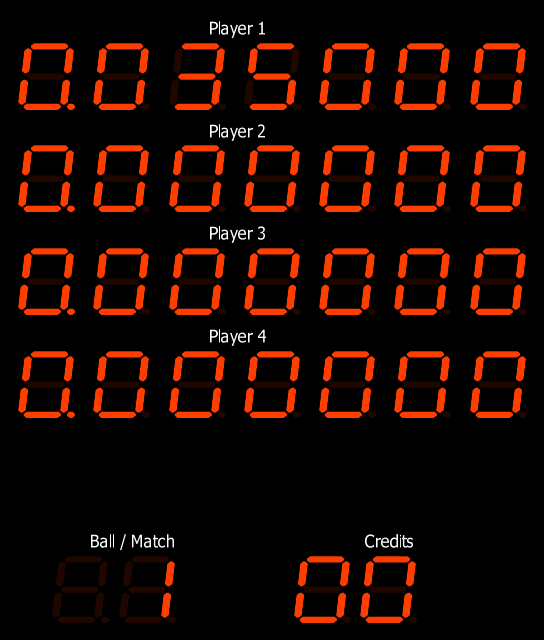 Player 1
0.035000
Player 2
0.000000
Player 3
0.000000
Player 4
0.000000
Ball / Match Credits
1 00